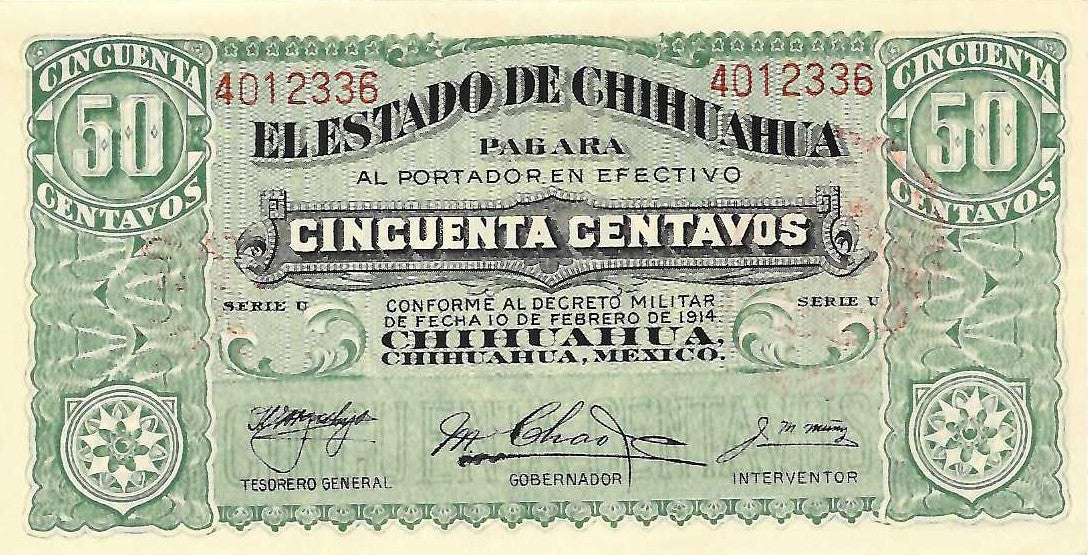 CINCUENTA
50
CENTAVOS
4012336
4012336
CINCUENTA
50
CENTAVOS
EL ESTADO DE CHIHUAHUA
PAGARA
AL PORTADOR EN EFECTIVO
CINCUENTA CENTAVOS
SERIE U
SERIE U
CONFORME AL DECRETO MILITAR
DE FECHA 10 DE FEBRERO DE 1914.
CHIHUAHUA,
CHIHUAHUA, MEXICO.
M Chao
J. M. Muñiz
TESORERO GENERAL
GOBERNADOR
INTERVENTOR